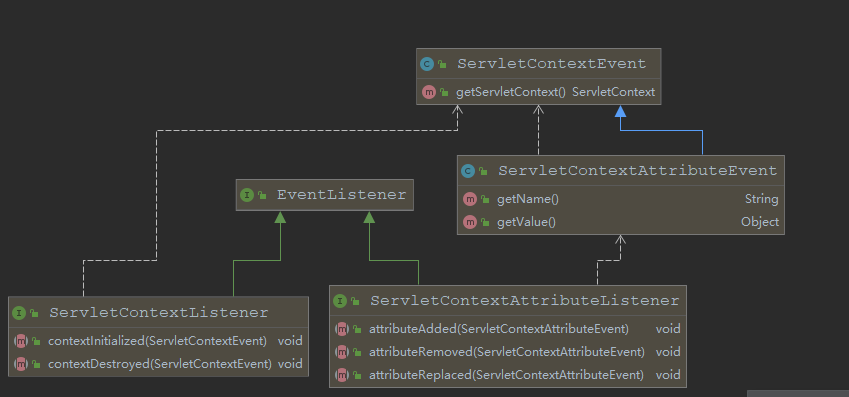 ServletContextEvent
getServletContext() ServletContext
ServletContextAttributeEvent
getName() String
getValue() Object
EventListener
ServletContextListener
contextInitialized(ServletContextEvent) void
contextDestroyed(ServletContextEvent) void
ServletContextAttributeListener
attributeAdded(ServletContextAttributeEvent) void
attributeRemoved(ServletContextAttributeEvent) void
attributeReplaced(ServletContextAttributeEvent) void